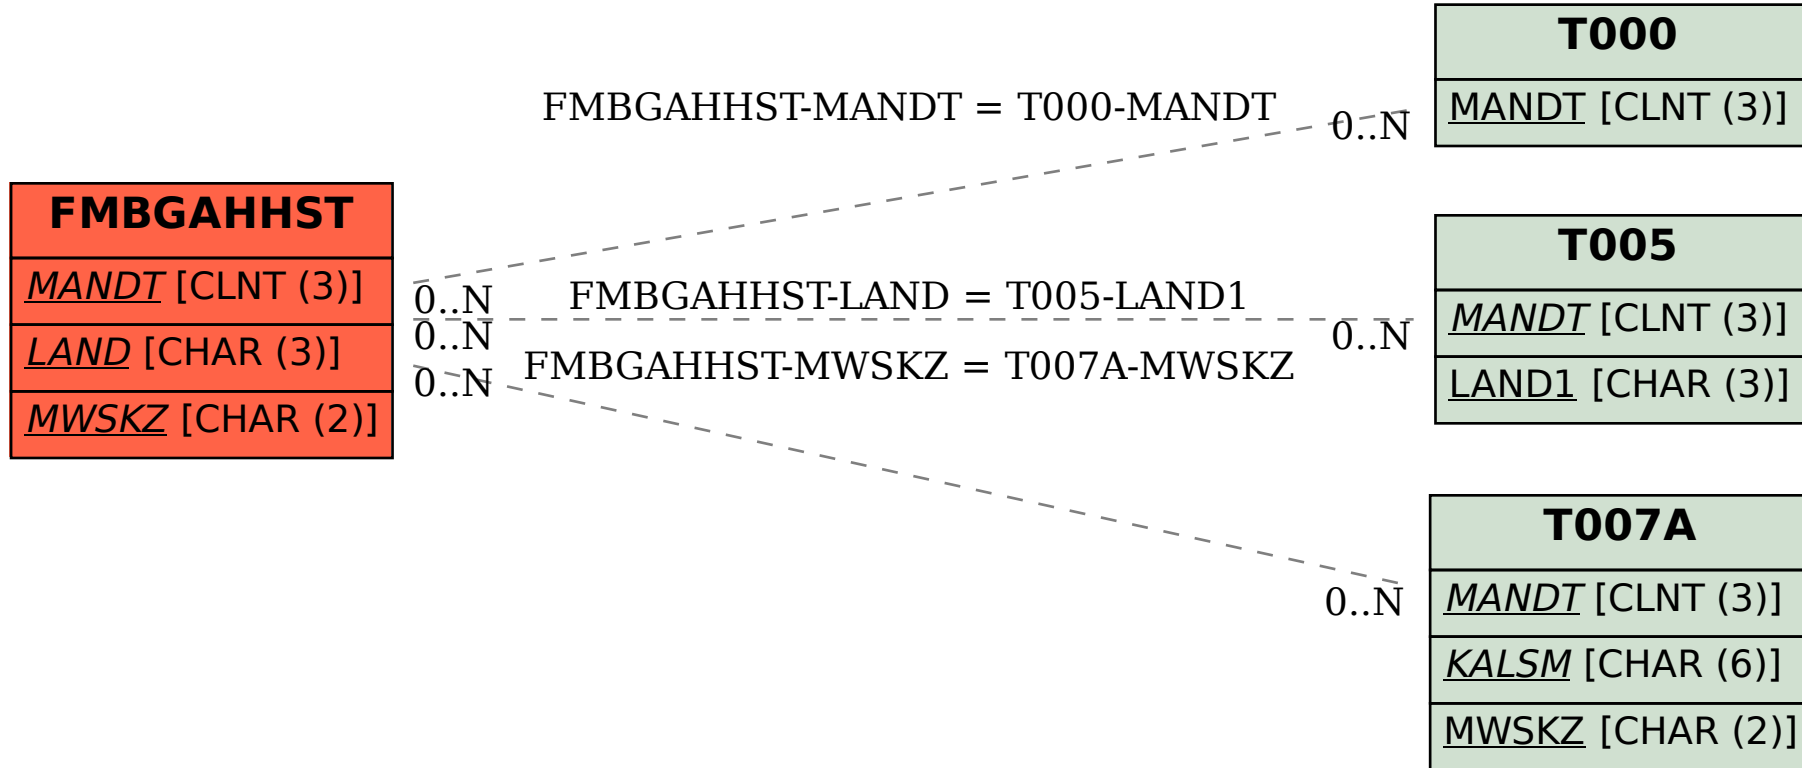 FMBGAHHST
MANDT [CLNT (3)]
LAND [CHAR (3)]
MWSKZ [CHAR (2)]
FMBGAHHST-MANDT = T000-MANDT
0..N
0..N
FMBGAHHST-LAND = T005-LAND1
0..N
0..N
FMBGAHHST-MWSKZ = T007A-MWSKZ
0..N
0..N
T000
MANDT [CLNT (3)]
T005
MANDT [CLNT (3)]
LAND1 [CHAR (3)]
T007A
MANDT [CLNT (3)]
KALSM [CHAR (6)]
MWSKZ [CHAR (2)]